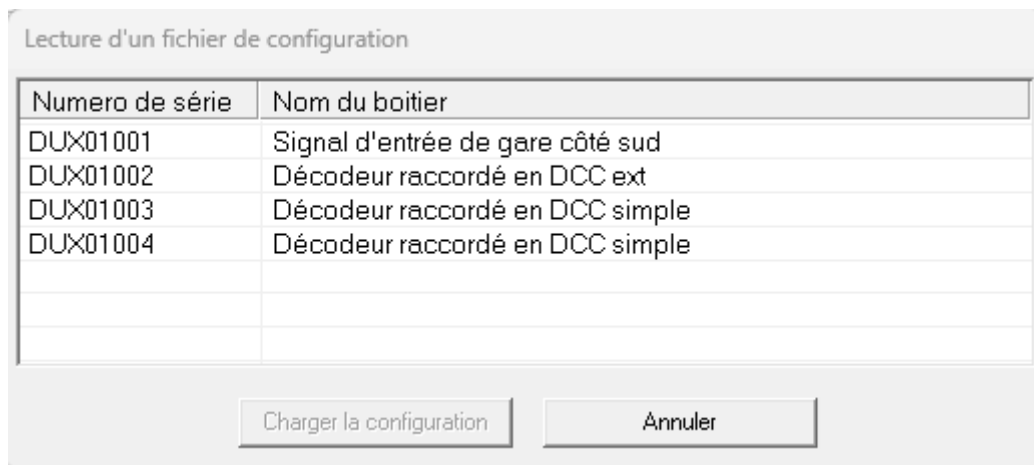 Lecture d'un fichier de configuration
Numero de série Nom du boitier
DUX01001 Signal d'entrée de gare côté sud
DUX01002 Décodeur raccordé en DCC ext
DUX01003 Décodeur raccordé en DCC simple
DUX01004 Décodeur raccordé en DCC simple
Charger la configuration Annuler